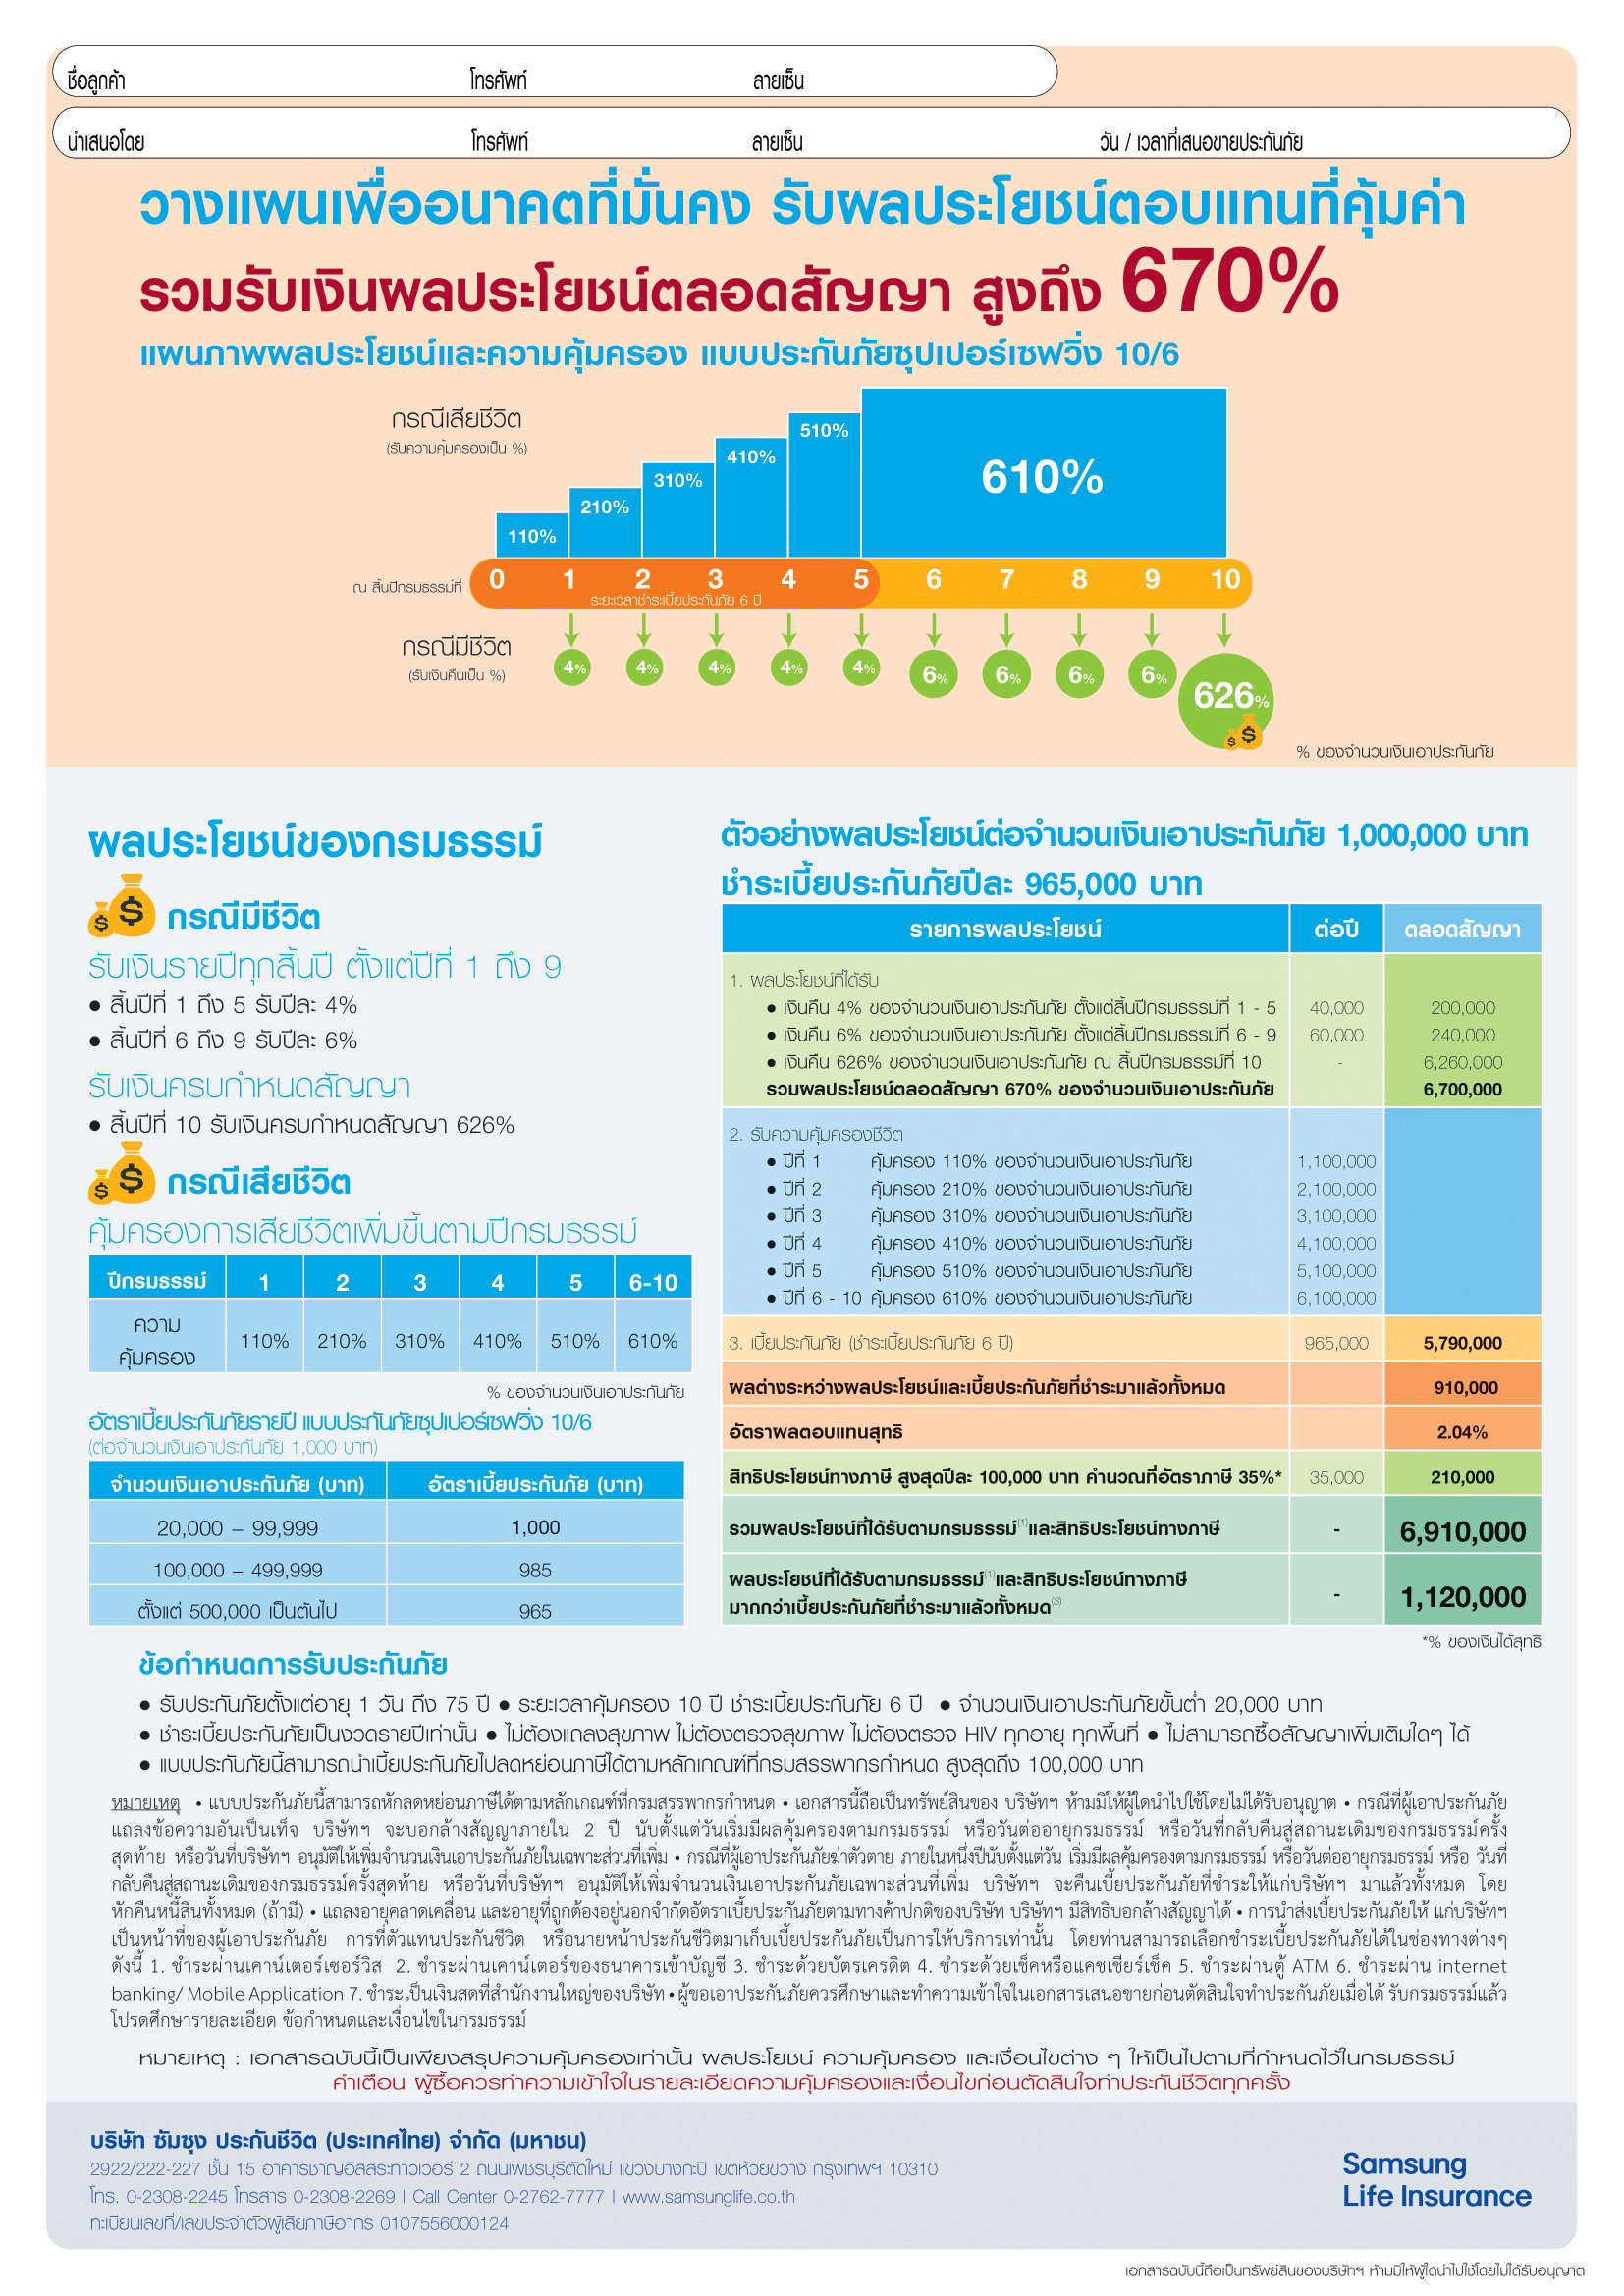 ชื่อลูกค้า โทรศัพท์ ลายเซ็น
นำเสนอโดย โทรศัพท์ ลายเซ็น วัน / เวลาที่เสนอขายประกันภัย
วางแผนเพื่ออนาคตที่มั่นคง รับผลประโยชน์ตอบแทนที่คุ้มค่า
รวมรับเงินผลประโยชน์ตลอดสัญญา สูงถึง 670%
แผนภาพผลประโยชน์และความคุ้มครอง แบบประกันภัยซุปเปอร์เซฟวิ่ง 10/6
กรณีเสียชีวิต
(รับความคุ้มครองเป็น %)
110% 210% 310% 410% 510% 610%
ณ สิ้นปีกรมธรรม์ที่ 0 1 2 3 4 5 6 7 8 9 10
ระยะเวลาชำระเบี้ยประกันภัย 6 ปี
กรณีมีชีวิต
(รับเงินคืนเป็น %)
4% 4% 4% 4% 4% 6% 6% 6% 6% 626%
$ $
% ของจำนวนเงินเอาประกันภัย
ผลประโยชน์ของกรมธรรม์
$ $ กรณีมีชีวิต
รับเงินรายปีทุกสิ้นปี ตั้งแต่ปีที่ 1 ถึง 9
• สิ้นปีที่ 1 ถึง 5 รับปีละ 4%
• สิ้นปีที่ 6 ถึง 9 รับปีละ 6%
รับเงินครบกำหนดสัญญา
• สิ้นปีที่ 10 รับเงินครบกำหนดสัญญา 626%
$ $ กรณีเสียชีวิต
คุ้มครองการเสียชีวิตเพิ่มขึ้นตามปีกรมธรรม์
ปีกรมธรรม์ 1 2 3 4 5 6-10
ความ
คุ้มครอง 110% 210% 310% 410% 510% 610%
% ของจำนวนเงินเอาประกันภัย
อัตราเบี้ยประกันภัยรายปี แบบประกันภัยซุปเปอร์เซฟวิ่ง 10/6
(ต่อจำนวนเงินเอาประกันภัย 1,000 บาท)
จำนวนเงินเอาประกันภัย (บาท) อัตราเบี้ยประกันภัย (บาท)
20,000 – 99,999 1,000
100,000 – 499,999 985
ตั้งแต่ 500,000 เป็นต้นไป 965
ตัวอย่างผลประโยชน์ต่อจำนวนเงินเอาประกันภัย 1,000,000 บาท
ชำระเบี้ยประกันภัยปีละ 965,000 บาท
รายการผลประโยชน์ ต่อปี ตลอดสัญญา
1. ผลประโยชน์ที่ได้รับ
• เงินคืน 4% ของจำนวนเงินเอาประกันภัย ตั้งแต่สิ้นปีกรมธรรม์ที่ 1 - 5 40,000 200,000
• เงินคืน 6% ของจำนวนเงินเอาประกันภัย ตั้งแต่สิ้นปีกรมธรรม์ที่ 6 - 9 60,000 240,000
• เงินคืน 626% ของจำนวนเงินเอาประกันภัย ณ สิ้นปีกรมธรรม์ที่ 10 - 6,260,000
รวมผลประโยชน์ตลอดสัญญา 670% ของจำนวนเงินเอาประกันภัย 6,700,000
2. รับความคุ้มครองชีวิต
• ปีที่ 1 คุ้มครอง 110% ของจำนวนเงินเอาประกันภัย 1,100,000
• ปีที่ 2 คุ้มครอง 210% ของจำนวนเงินเอาประกันภัย 2,100,000
• ปีที่ 3 คุ้มครอง 310% ของจำนวนเงินเอาประกันภัย 3,100,000
• ปีที่ 4 คุ้มครอง 410% ของจำนวนเงินเอาประกันภัย 4,100,000
• ปีที่ 5 คุ้มครอง 510% ของจำนวนเงินเอาประกันภัย 5,100,000
• ปีที่ 6 - 10 คุ้มครอง 610% ของจำนวนเงินเอาประกันภัย 6,100,000
3. เบี้ยประกันภัย (ชำระเบี้ยประกันภัย 6 ปี) 965,000 5,790,000
ผลต่างระหว่างผลประโยชน์และเบี้ยประกันภัยที่ชำระมาแล้วทั้งหมด 910,000
อัตราผลตอบแทนสุทธิ 2.04%
สิทธิประโยชน์ทางภาษี สูงสุดปีละ 100,000 บาท คำนวณที่อัตราภาษี 35%* 35,000 210,000
รวมผลประโยชน์ที่ได้รับตามกรมธรรม์(1)และสิทธิประโยชน์ทางภาษี - 6,910,000
ผลประโยชน์ที่ได้รับตามกรมธรรม์(1)และสิทธิประโยชน์ทางภาษี
มากกว่าเบี้ยประกันภัยที่ชำระมาแล้วทั้งหมด(3) - 1,120,000
*% ของเงินได้สุทธิ
ข้อกำหนดการรับประกันภัย
• รับประกันภัยตั้งแต่อายุ 1 วัน ถึง 75 ปี • ระยะเวลาคุ้มครอง 10 ปี ชำระเบี้ยประกันภัย 6 ปี • จำนวนเงินเอาประกันภัยขั้นต่ำ 20,000 บาท
• ชำระเบี้ยประกันภัยเป็นงวดรายปีเท่านั้น • ไม่ต้องแถลงสุขภาพ ไม่ต้องตรวจสุขภาพ ไม่ต้องตรวจ HIV ทุกอายุ ทุกพื้นที่ • ไม่สามารถซื้อสัญญาเพิ่มเติมใดๆ ได้
• แบบประกันภัยนี้สามารถนำเบี้ยประกันภัยไปลดหย่อนภาษีได้ตามหลักเกณฑ์ที่กรมสรรพากรกำหนด สูงสุดถึง 100,000 บาท
หมายเหตุ • แบบประกันภัยนี้สามารถหักลดหย่อนภาษีได้ตามหลักเกณฑ์ที่กรมสรรพากรกำหนด • เอกสารนี้ถือเป็นทรัพย์สินของ บริษัทฯ ห้ามมิให้ผู้ใดนำไปใช้โดยไม่ได้รับอนุญาต • กรณีที่ผู้เอาประกันภัย
แถลงข้อความอันเป็นเท็จ บริษัทฯ จะบอกล้างสัญญาภายใน 2 ปี นับตั้งแต่วันเริ่มมีผลคุ้มครองตามกรมธรรม์ หรือวันต่ออายุกรมธรรม์ หรือวันที่กลับคืนสู่สถานะเดิมของกรมธรรม์ครั้ง
สุดท้าย หรือวันที่บริษัทฯ อนุมัติให้เพิ่มจำนวนเงินเอาประกันภัยในเฉพาะส่วนที่เพิ่ม • กรณีที่ผู้เอาประกันภัยฆ่าตัวตาย ภายในหนึ่งปีนับตั้งแต่วัน เริ่มมีผลคุ้มครองตามกรมธรรม์ หรือวันต่ออายุกรมธรรม์ หรือ วันที่
กลับคืนสู่สถานะเดิมของกรมธรรม์ครั้งสุดท้าย หรือวันที่บริษัทฯ อนุมัติให้เพิ่มจำนวนเงินเอาประกันภัยเฉพาะส่วนที่เพิ่ม บริษัทฯ จะคืนเบี้ยประกันภัยที่ชำระให้แก่บริษัทฯ มาแล้วทั้งหมด โดย
หักคืนหนี้สินทั้งหมด (ถ้ามี) • แถลงอายุคลาดเคลื่อน และอายุที่ถูกต้องอยู่นอกจำกัดอัตราเบี้ยประกันภัยตามทางค้าปกติของบริษัท บริษัทฯ มีสิทธิบอกล้างสัญญาได้ • การนำส่งเบี้ยประกันภัยให้ แก่บริษัทฯ
เป็นหน้าที่ของผู้เอาประกันภัย การที่ตัวแทนประกันชีวิต หรือนายหน้าประกันชีวิตมาเก็บเบี้ยประกันภัยเป็นการให้บริการเท่านั้น โดยท่านสามารถเลือกชำระเบี้ยประกันภัยได้ในช่องทางต่างๆ
ดังนี้ 1. ชำระผ่านเคาน์เตอร์เซอร์วิส 2. ชำระผ่านเคาน์เตอร์ของธนาคารเข้าบัญชี 3. ชำระด้วยบัตรเครดิต 4. ชำระด้วยเช็คหรือแคชเชียร์เช็ค 5. ชำระผ่านตู้ ATM 6. ชำระผ่าน internet
banking/ Mobile Application 7. ชำระเป็นเงินสดที่สำนักงานใหญ่ของบริษัท • ผู้ขอเอาประกันภัยควรศึกษาและทำความเข้าใจในเอกสารเสนอขายก่อนตัดสินใจทำประกันภัยเมื่อได้ รับกรมธรรม์แล้ว
โปรดศึกษารายละเอียด ข้อกำหนดและเงื่อนไขในกรมธรรม์
หมายเหตุ : เอกสารฉบับนี้เป็นเพียงสรุปความคุ้มครองเท่านั้น ผลประโยชน์ ความคุ้มครอง และเงื่อนไขต่าง ๆ ให้เป็นไปตามที่กำหนดไว้ในกรมธรรม์
คำเตือน ผู้ซื้อควรทำความเข้าใจในรายละเอียดความคุ้มครองและเงื่อนไขก่อนตัดสินใจทำประกันชีวิตทุกครั้ง
บริษัท ซัมซุง ประกันชีวิต (ประเทศไทย) จำกัด (มหาชน)
2922/222-227 ชั้น 15 อาคารชาญอิสสระทาวเวอร์ 2 ถนนเพชรบุรีตัดใหม่ แขวงบางกะปิ เขตห้วยขวาง กรุงเทพฯ 10310
โทร. 0-2308-2245 โทรสาร 0-2308-2269 | Call Center 0-2762-7777 | www.samsunglife.co.th
ทะเบียนเลขที่/เลขประจำตัวผู้เสียภาษีอากร 0107556000124
Samsung
Life Insurance
เอกสารฉบับนี้ถือเป็นทรัพย์สินของบริษัทฯ ห้ามมิให้ผู้ใดนำไปใช้โดยไม่ได้รับอนุญาต